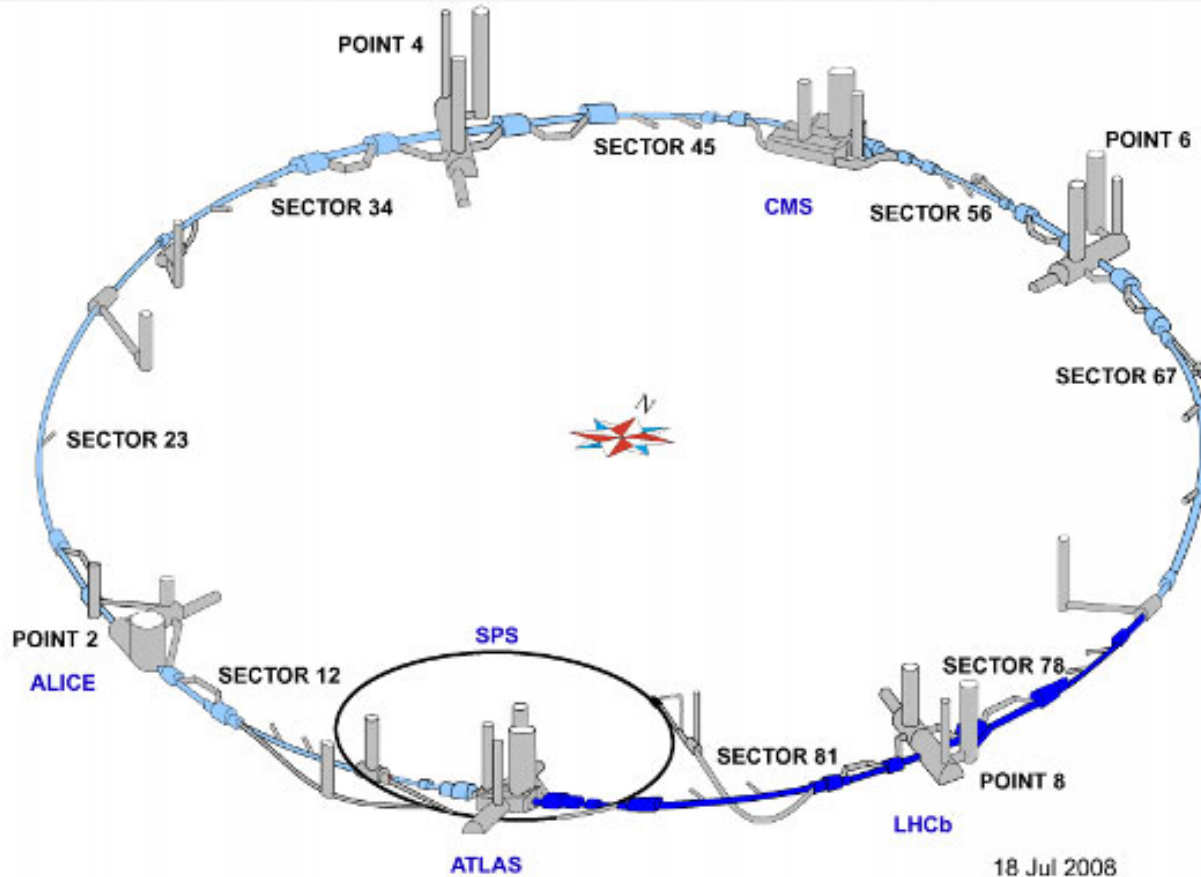 POINT 4
SECTOR 45
POINT 6
SECTOR 34
CMS
SECTOR 56
SECTOR 67
N
SECTOR 23
POINT 2
ALICE
SECTOR 12
SPS
SECTOR 78
SECTOR 81
POINT 8
LHCb
ATLAS
18 Jul 2008